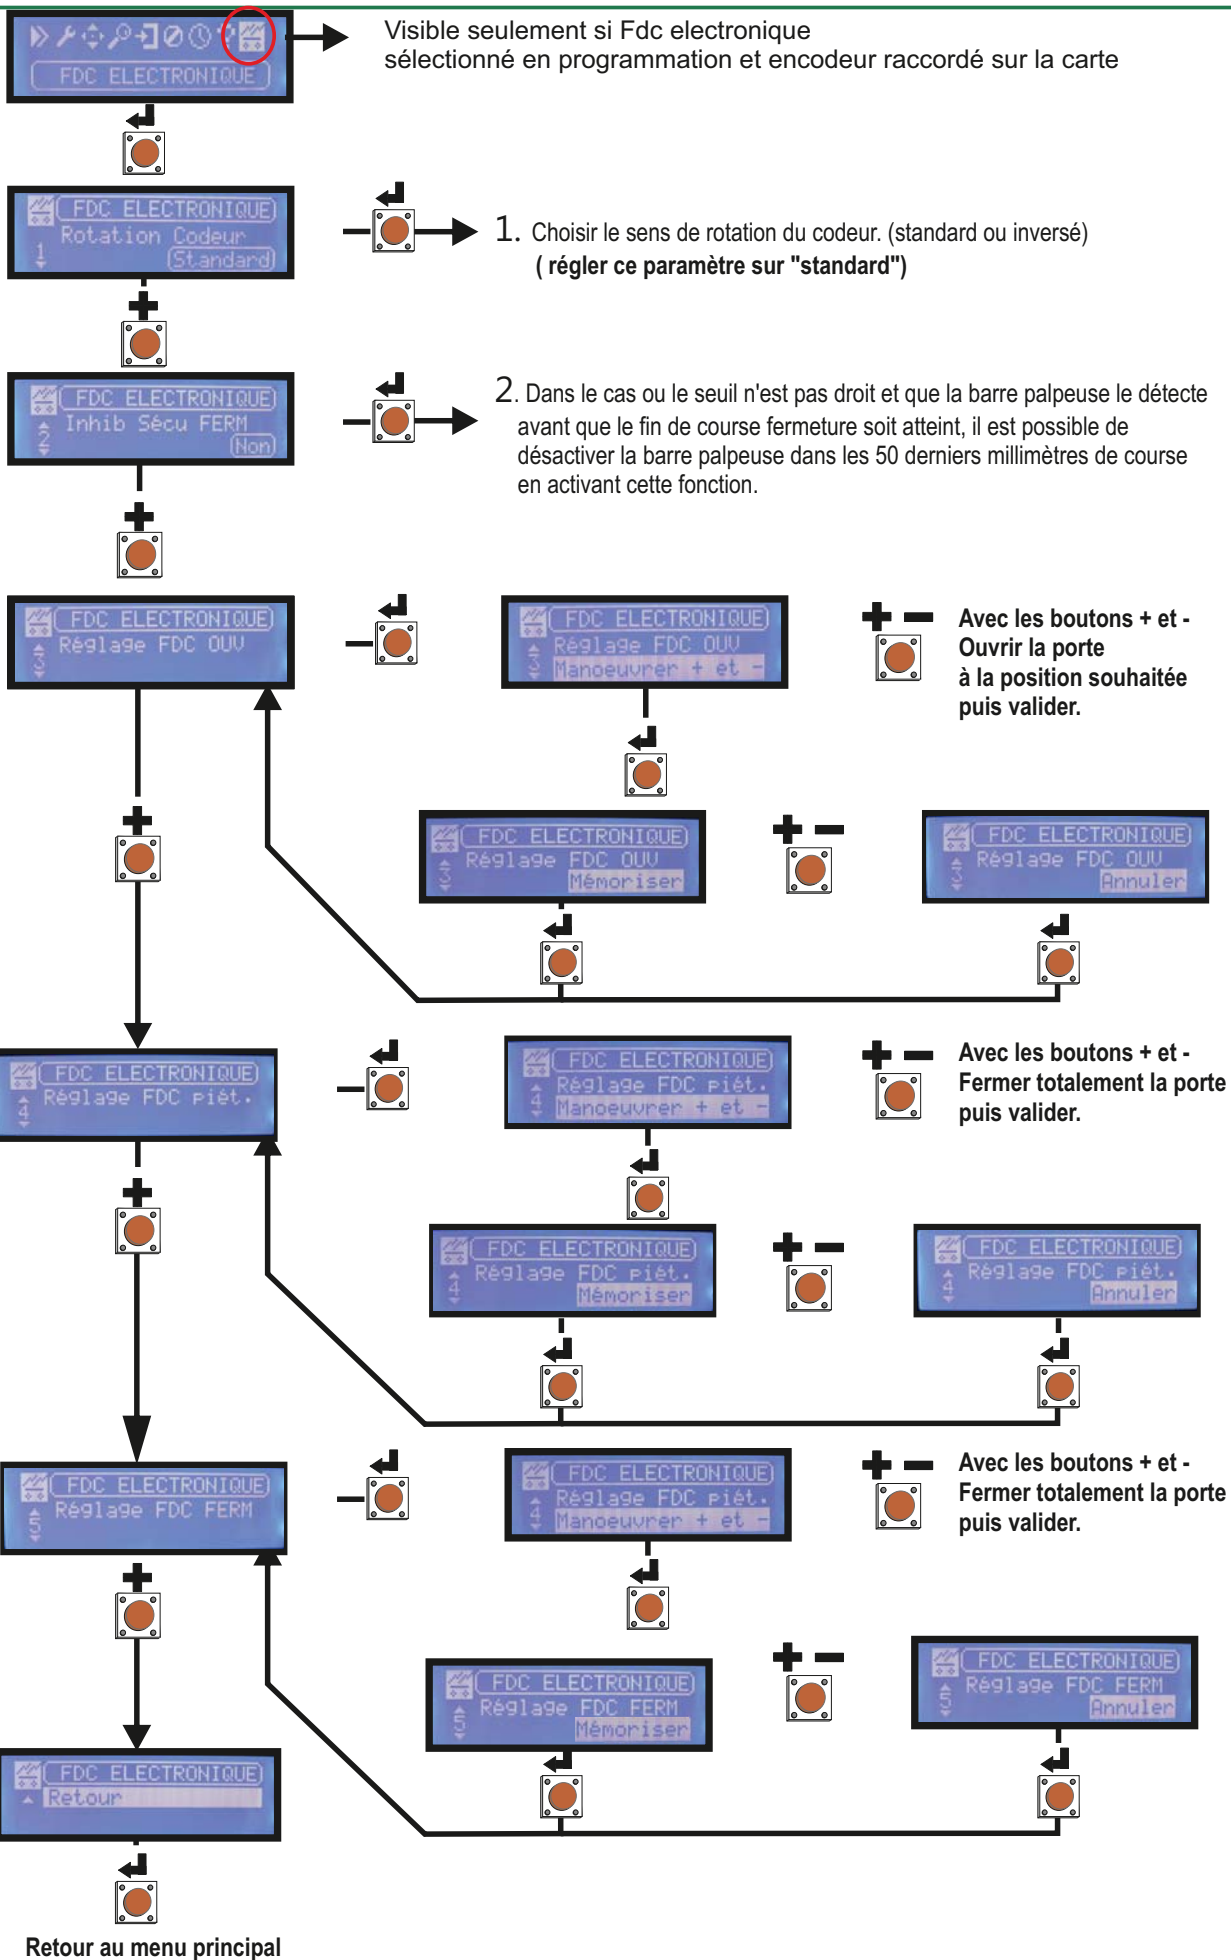 Visible seulement si Fdc electronique
sélectionné en programmation et encodeur raccordé sur la carte
FDC ELECTRONIQUE
FDC ELECTRONIQUE
Rotation Codeur
1
(Standard)
1. Choisir le sens de rotation du codeur. (standard ou inversé)
( régler ce paramètre sur "standard")
FDC ELECTRONIQUE
Inhib Sécu FERM
2
(Non)
2. Dans le cas ou le seuil n'est pas droit et que la barre palpeuse le détecte
avant que le fin de course fermeture soit atteint, il est possible de
désactiver la barre palpeuse dans les 50 derniers millimètres de course
en activant cette fonction.
FDC ELECTRONIQUE
Réglage FDC OUV
3
FDC ELECTRONIQUE
Réglage FDC OUV
3
Manoeuvrer + et -
Avec les boutons + et -
Ouvrir la porte
à la position souhaitée
puis valider.
FDC ELECTRONIQUE
Réglage FDC OUV
3
Mémoriser
FDC ELECTRONIQUE
Réglage FDC OUV
3
Annuler
FDC ELECTRONIQUE
Réglage FDC piét.
4
FDC ELECTRONIQUE
Réglage FDC piét.
4
Manoeuvrer + et -
Avec les boutons + et -
Fermer totalement la porte
puis valider.
FDC ELECTRONIQUE
Réglage FDC piét.
4
Mémoriser
FDC ELECTRONIQUE
Réglage FDC piét.
4
Annuler
FDC ELECTRONIQUE
Réglage FDC FERM
5
FDC ELECTRONIQUE
Réglage FDC piét.
4
Manoeuvrer + et -
Avec les boutons + et -
Fermer totalement la porte
puis valider.
FDC ELECTRONIQUE
Réglage FDC FERM
5
Mémoriser
FDC ELECTRONIQUE
Réglage FDC FERM
5
Annuler
FDC ELECTRONIQUE
Retour
Retour au menu principal